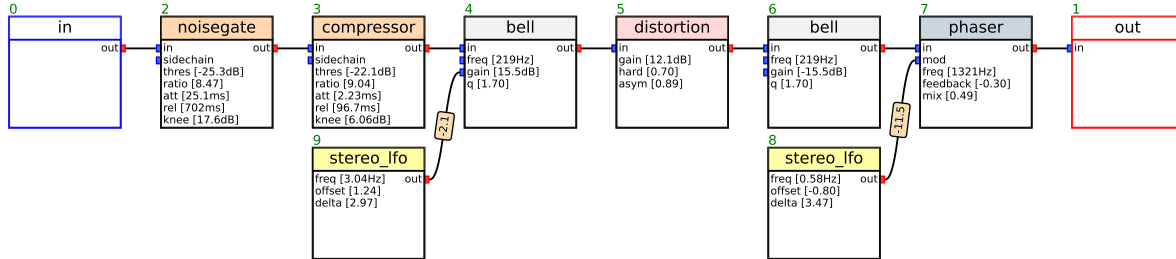 0
in
out
2
noisegate
in out
sidechain
thres [-25.3dB]
ratio [8.47]
att [25.1ms]
rel [702ms]
knee [17.6dB]
3
compressor
in out
sidechain
thres [-22.1dB]
ratio [9.04]
att [2.23ms]
rel [96.7ms]
knee [6.06dB]
4
bell
in out
freq [219Hz]
gain [15.5dB]
q [1.70]
5
distortion
in out
gain [12.1dB]
hard [0.70]
asym [0.89]
6
bell
in out
freq [219Hz]
gain [-15.5dB]
q [1.70]
7
phaser
in out
mod
freq [1321Hz]
feedback [-0.30]
mix [0.49]
1
out
in
-2.1
-11.5
9
stereo_lfo
freq [3.04Hz] out
offset [1.24]
delta [2.97]
8
stereo_lfo
freq [0.58Hz] out
offset [-0.80]
delta [3.47]